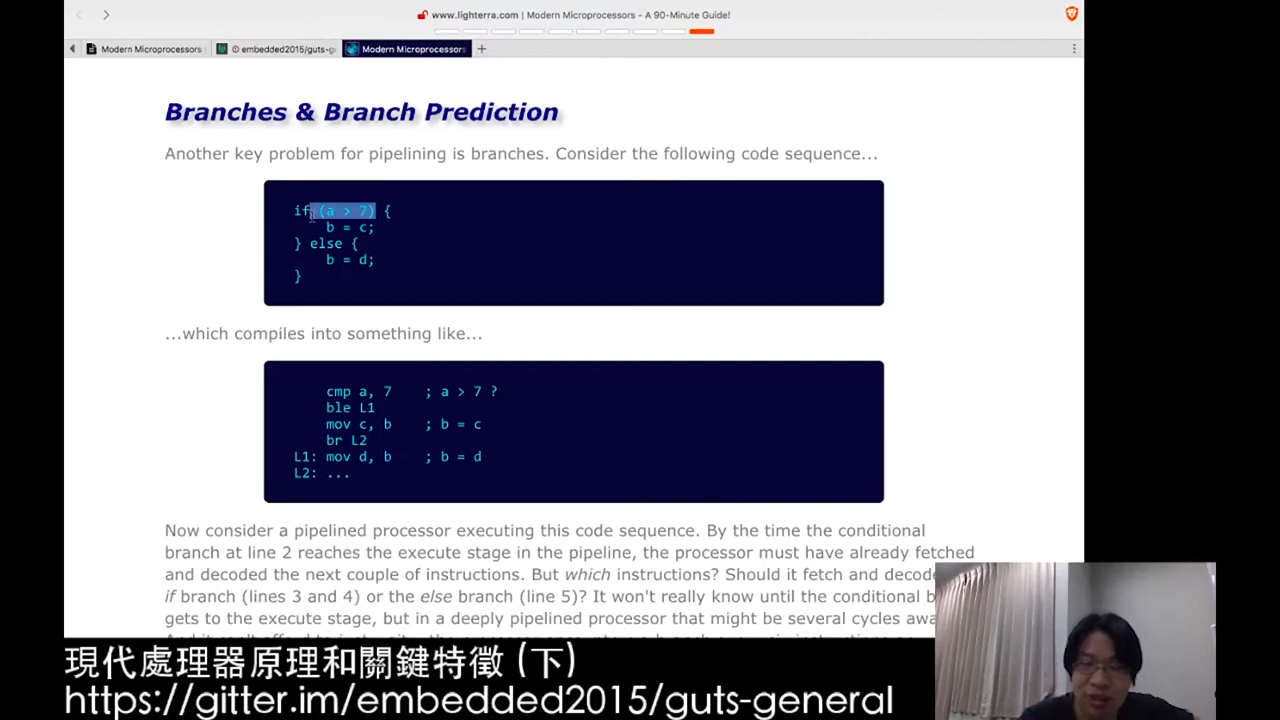 www.lighterra.com | Modern Microprocessors - A 90-Minute Guide!
Modern Microprocessors
embedded2015/guts-g
Modern Microprocessors
Branches & Branch Prediction
Another key problem for pipelining is branches. Consider the following code sequence...
if (a > 7) {
b = c;
} else {
b = d;
}
...which compiles into something like...
cmp a, 7 ; a > 7 ?
ble L1
mov c, b ; b = c
br L2
L1: mov d, b ; b = d
L2: ...
Now consider a pipelined processor executing this code sequence. By the time the conditional
branch at line 2 reaches the execute stage in the pipeline, the processor must have already fetched
and decoded the next couple of instructions. But which instructions? Should it fetch and decode
if branch (lines 3 and 4) or the else branch (line 5)? It won't really know until the conditional b
gets to the execute stage, but in a deeply pipelined processor that might be several cycles awa
現代處理器原理和關鍵特徵 (下)
https://gitter.im/embedded2015/guts-general